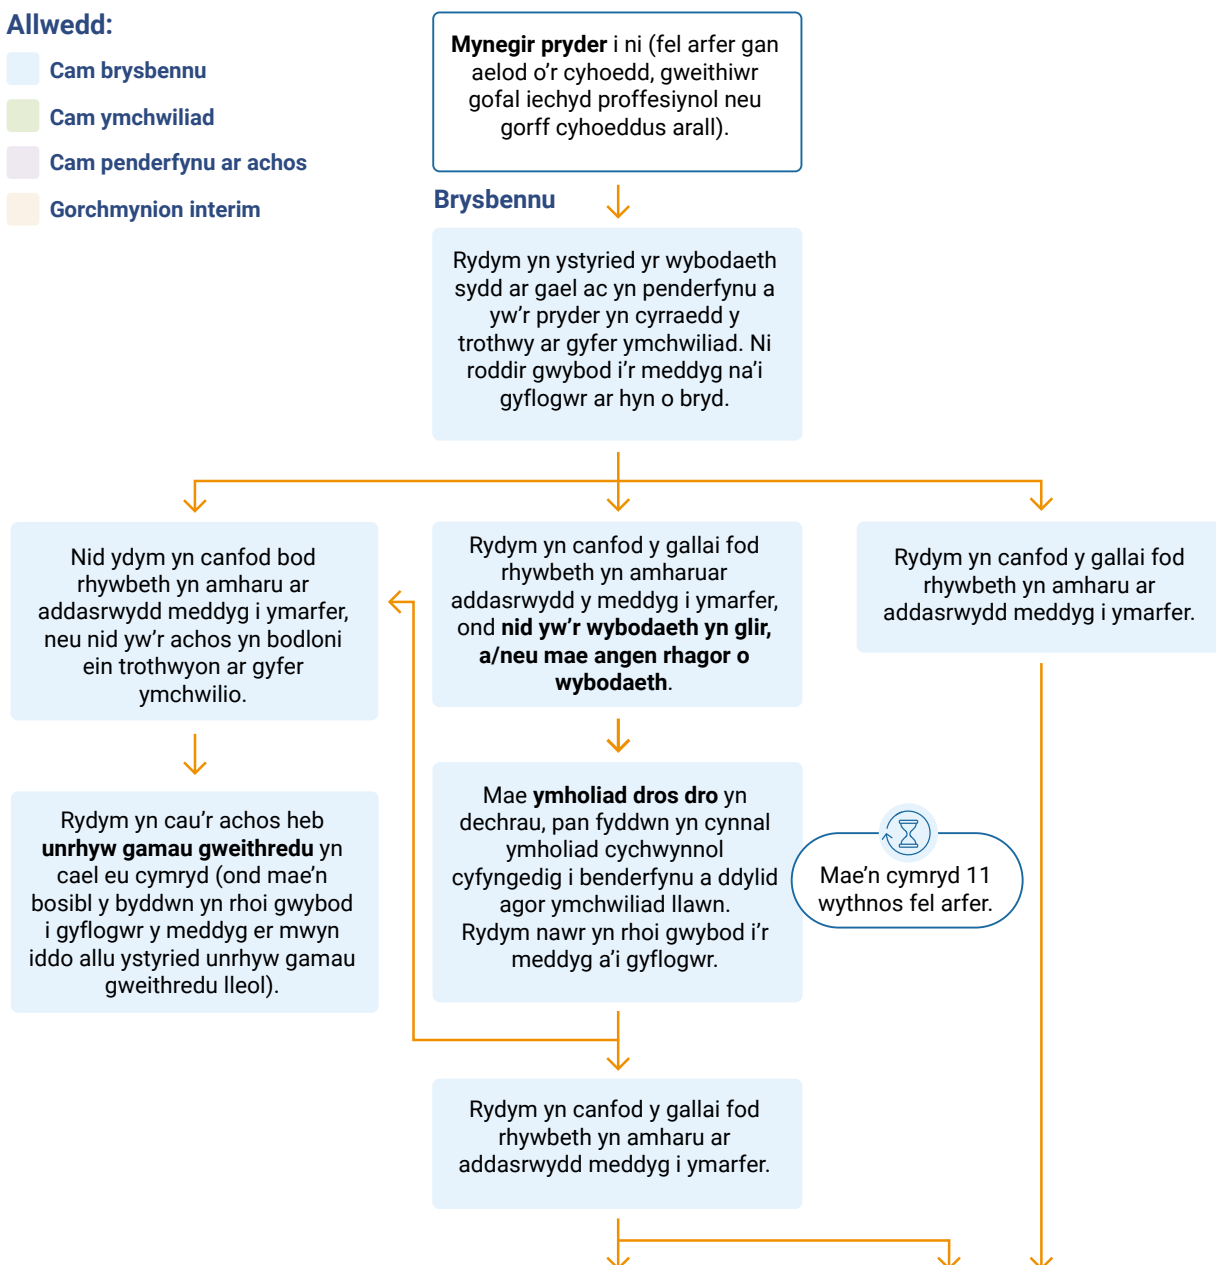 Allwedd:
Cam brysbennu
Cam ymchwiliad
Cam penderfynu ar achos
Gorchmynion interim
Mynegir pryder i ni (fel arfer gan
aelod o'r cyhoedd, gweithiwr
gofal iechyd proffesiynol neu
gorff cyhoeddus arall).
Brysbennu
Rydym yn ystyried yr wybodaeth
sydd ar gael ac yn penderfynu a
yw'r pryder yn cyrraedd y
trothwy ar gyfer ymchwiliad. Ni
roddir gwybod i'r meddyg na'i
gyflogwr ar hyn o bryd.
Nid ydym yn canfod bod
rhywbeth yn amharu ar
addasrwydd meddyg i ymarfer,
neu nid yw'r achos yn bodloni
ein trothwyon ar gyfer
ymchwilio.
Rydym yn canfod y gallai fod
rhywbeth yn amharuar
addasrwydd y meddyg i ymarfer,
ond nid yw'r wybodaeth yn glir,
a/neu mae angen rhagor o
wybodaeth.
Rydym yn canfod y gallai fod
rhywbeth yn amharu ar
addasrwydd meddyg i ymarfer.
Rydym yn cau'r achos heb
unrhyw gamau gweithredu yn
cael eu cymryd (ond mae'n
bosibl y byddwn yn rhoi gwybod
i gyflogwr y meddyg er mwyn
iddo allu ystyried unrhyw gamau
gweithredu lleol).
Mae ymholiad dros dro yn
dechrau, pan fyddwn yn cynnal
ymholiad cychwynnol
cyfyngedig i benderfynu a ddylid
agor ymchwiliad llawn.
Rydym nawr yn rhoi gwybod i'r
meddyg a'i gyflogwr.
Mae'n cymryd 11
wythnos fel arfer.
Rydym yn canfod y gallai fod
rhywbeth yn amharu ar
addasrwydd meddyg i ymarfer.